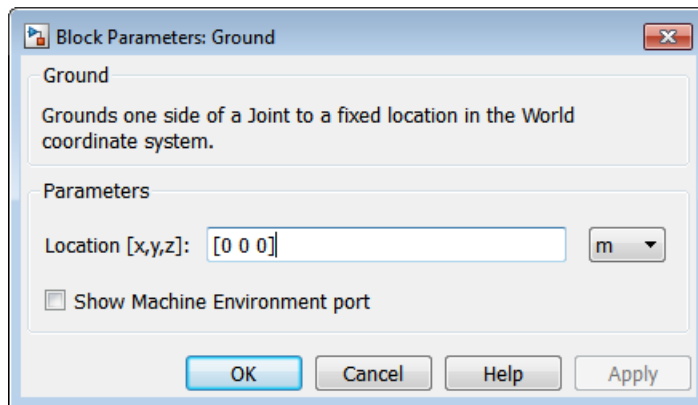 Block Parameters: Ground
Ground
Grounds one side of a Joint to a fixed location in the World
coordinate system.
Parameters
Location [x,y,z]: [0 0 0] m
Show Machine Environment port
OK Cancel Help Apply